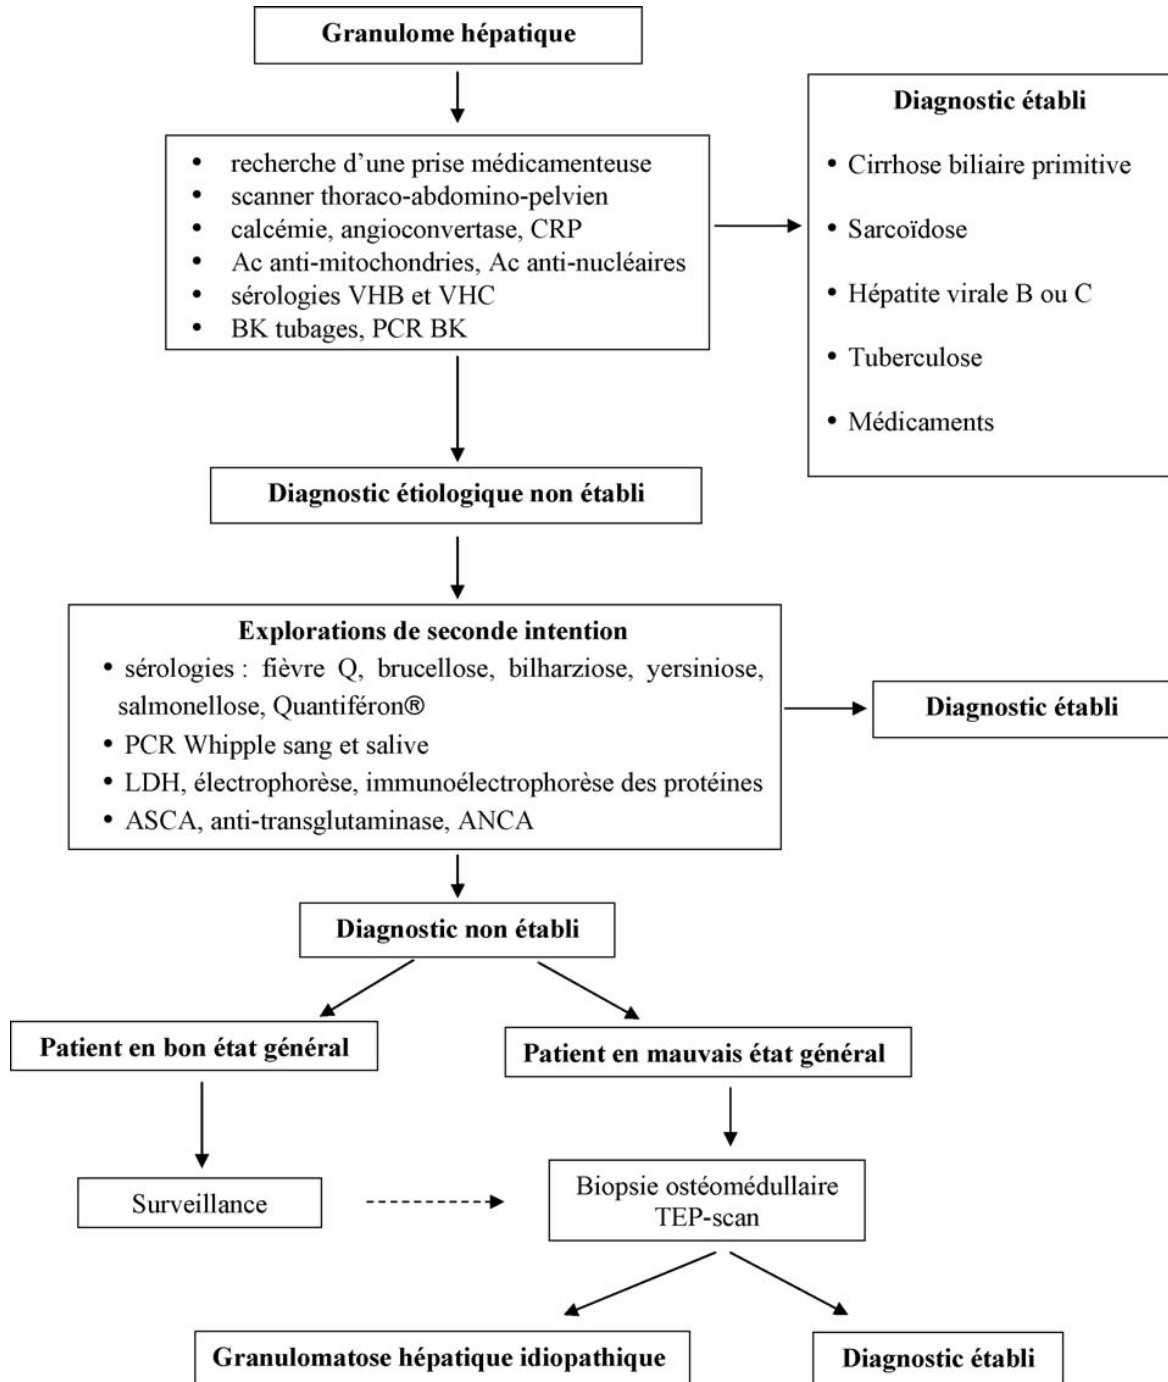 Granulome hépatique
• recherche d'une prise médicamenteuse
• scanner thoraco-abdomino-pelvien
• calcémie, angioconvertase, CRP
• Ac anti-mitochondries, Ac anti-nucléaires
• sérologies VHB et VHC
• BK tubages, PCR BK
Diagnostic établi
• Cirrhose biliaire primitive
• Sarcoïdose
• Hépatite virale B ou C
• Tuberculose
• Médicaments
Diagnostic étiologique non établi
Explorations de seconde intention
• sérologies : fièvre Q, brucellose, bilharziose, yersiniose,
salmonellose, Quantiféron®
• PCR Whipple sang et salive
• LDH, électrophorèse, immunoélectrophorèse des protéines
• ASCA, anti-transglutaminase, ANCA
Diagnostic établi
Diagnostic non établi
Patient en bon état général
Patient en mauvais état général
Surveillance
Biopsie ostéomédullaire
TEP-scan
Granulomatose hépatique idiopathique
Diagnostic établi